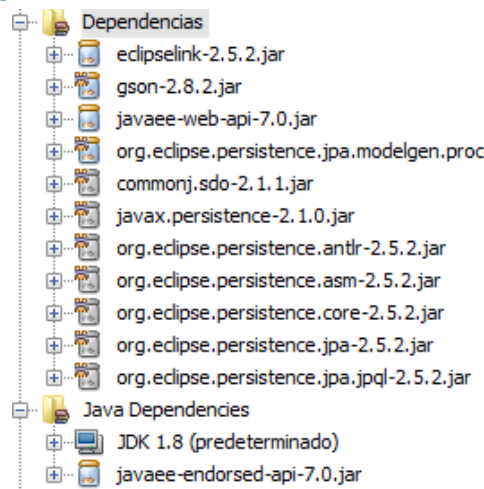 Dependencias
eclipselink-2.5.2.jar
gson-2.8.2.jar
javaee-web-api-7.0.jar
org.eclipse.persistence.jpa.modelgen.proc
commonj.sdo-2.1.1.jar
javax.persistence-2.1.0.jar
org.eclipse.persistence.antlr-2.5.2.jar
org.eclipse.persistence.asm-2.5.2.jar
org.eclipse.persistence.core-2.5.2.jar
org.eclipse.persistence.jpa-2.5.2.jar
org.eclipse.persistence.jpa.jpql-2.5.2.jar
Java Dependencies
JDK 1.8 (predeterminado)
javaee-endorsed-api-7.0.jar